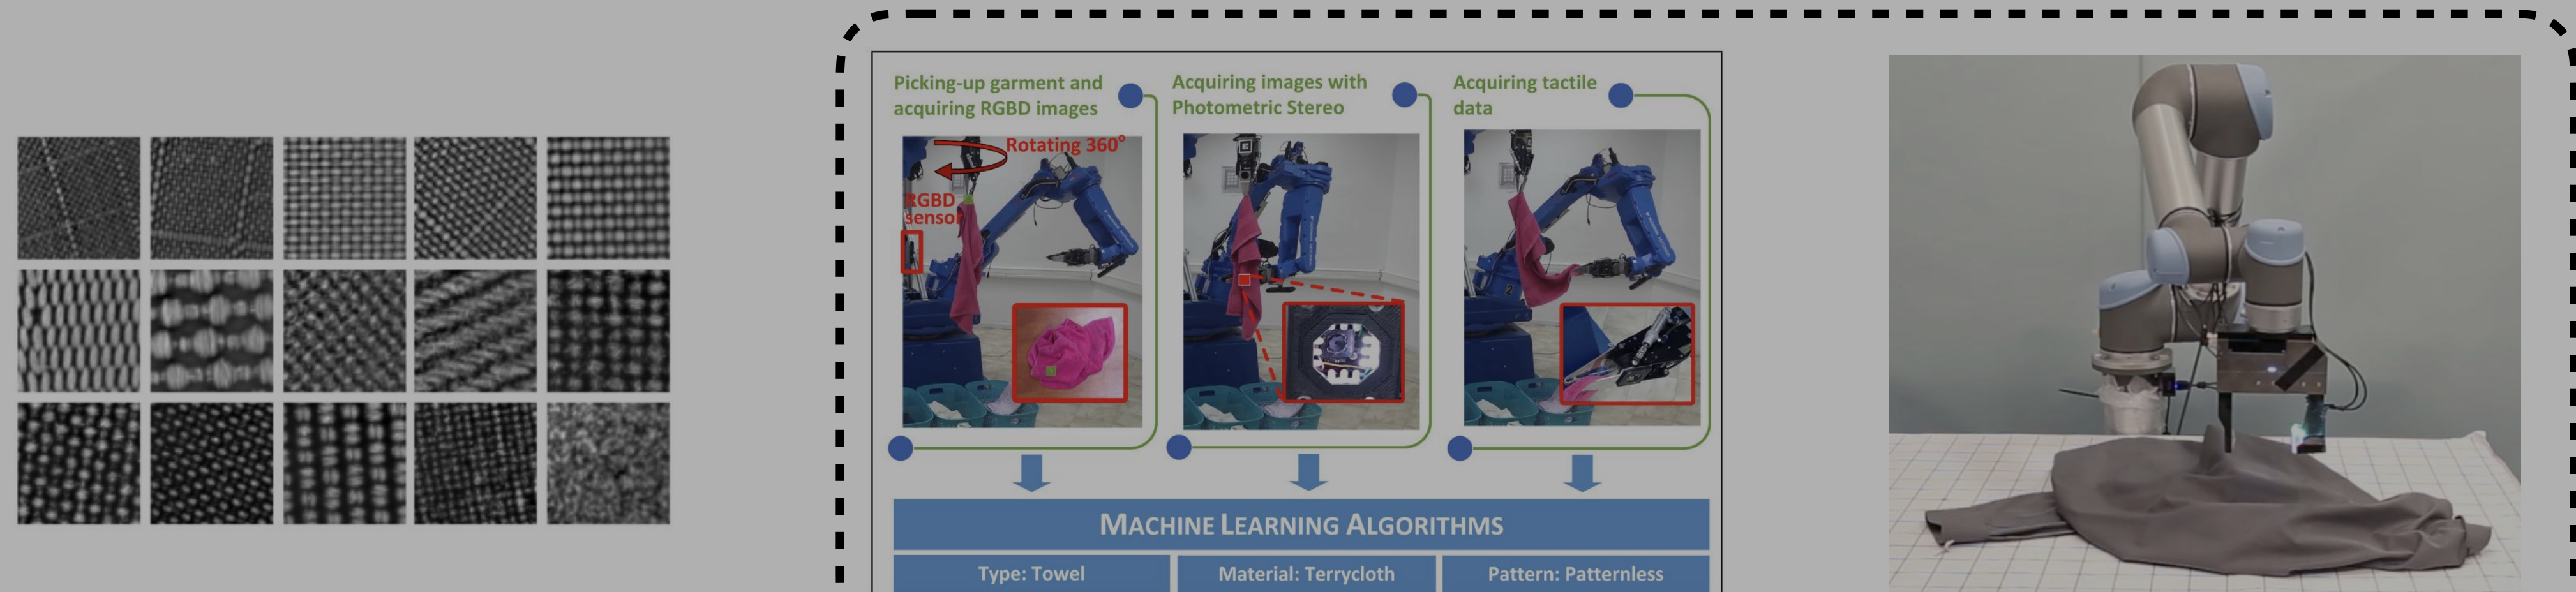 Picking-up garment and
acquiring RGBD images
Acquiring images with
Photometric Stereo
Acquiring tactile
data
Rotating 360°
RGBD
sensor
MACHINE LEARNING ALGORITHMS
Type: Towel
Material: Terrycloth
Pattern: Patternless